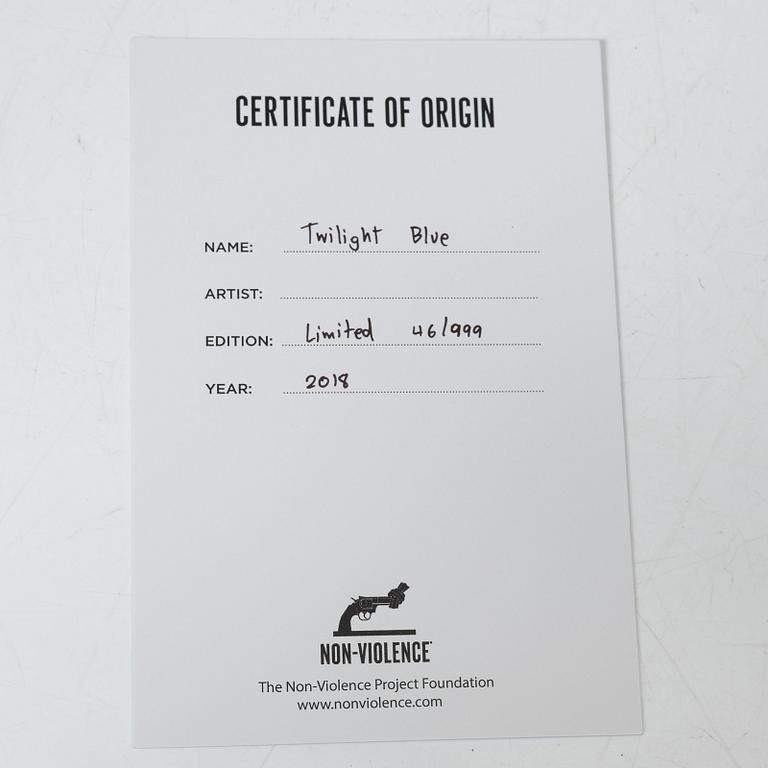 CERTIFICATE OF ORIGIN
NAME: Twilight Blue
ARTIST:
EDITION: Limited 46/999
YEAR: 2018
NON-VIOLENCE
The Non-Violence Project Foundation
www.nonviolence.com